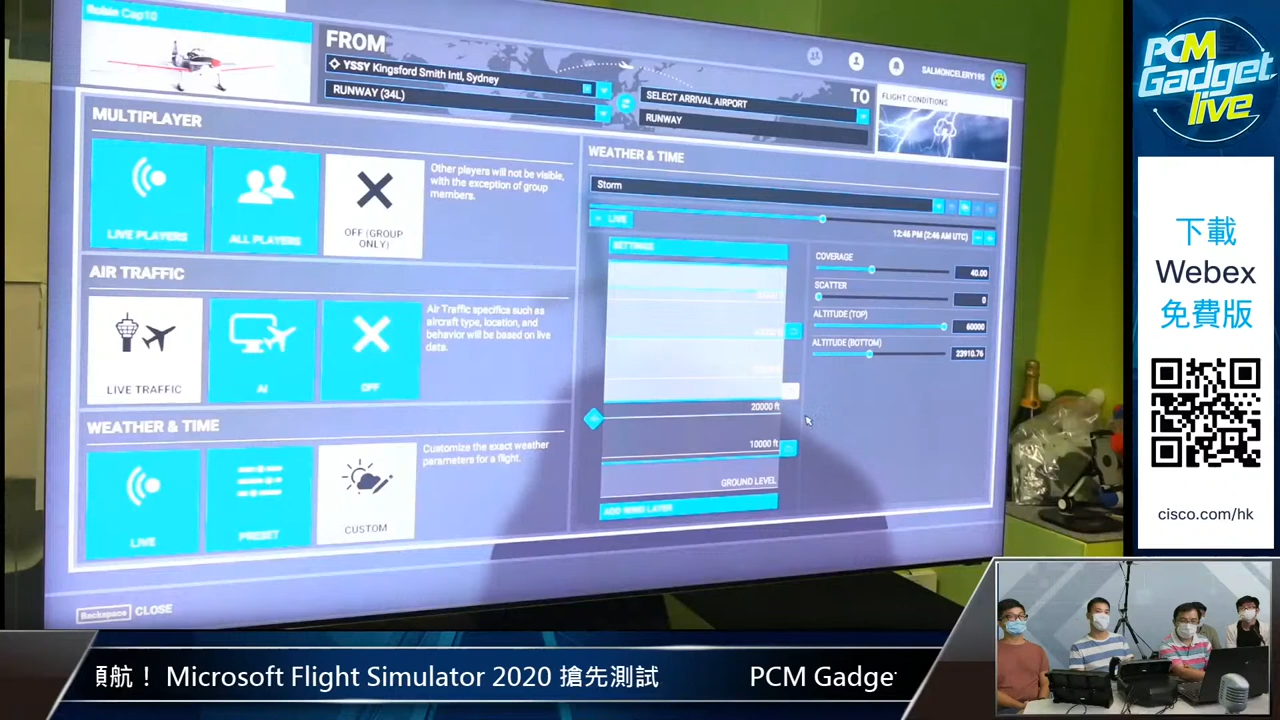 Robin Cap10
FROM
YSSY Kingsford Smith Intl, Sydney
RUNWAY (34L)
TO
SELECT ARRIVAL AIRPORT
RUNWAY
SALMONCELERY195
FLIGHT CONDITIONS
MULTIPLAYER
LIVE PLAYERS
ALL PLAYERS
OFF (GROUP
ONLY)
Other players will not be visible,
with the exception of group
members.
AIR TRAFFIC
LIVE TRAFFIC
AI
OFF
Air Traffic specifics such as
aircraft type, location, and
behavior will be based on live
data.
WEATHER & TIME
LIVE
PRESET
CUSTOM
Customize the exact weather
parameters for a flight.
Backspace CLOSE
WEATHER & TIME
Storm
LIVE
12:46 PM (2:46 AM UTC)
SETTINGS
20000 ft
10000 ft
GROUND LEVEL
ADD WIND LAYER
COVERAGE
40.00
SCATTER
0
ALTITUDE (TOP)
60000
ALTITUDE (BOTTOM)
23910.76
PCM
Gadget
live
下載
Webex
免費版
cisco.com/hk
領航！ Microsoft Flight Simulator 2020 搶先測試
PCM Gadge